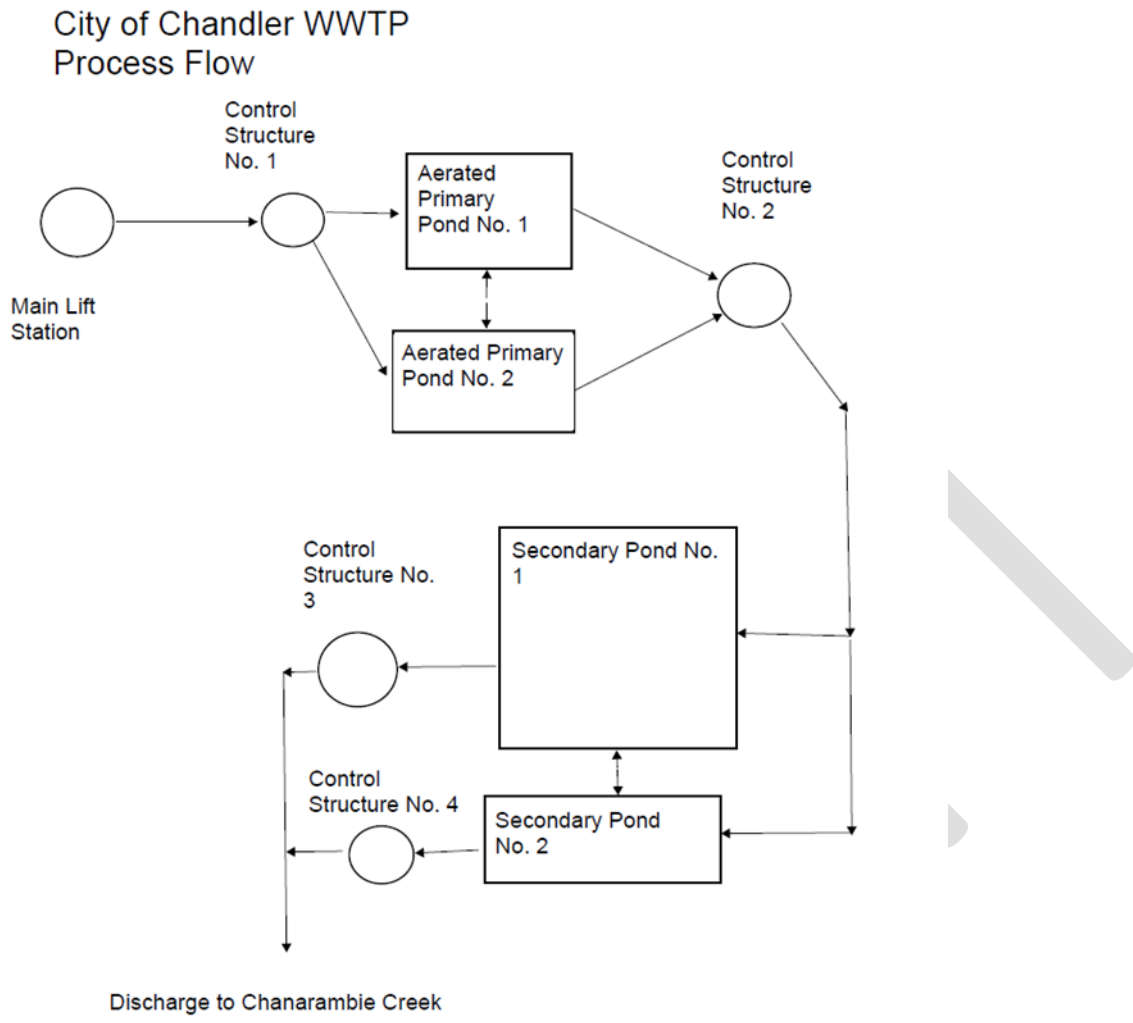 City of Chandler WWTP
Process Flow
Control
Structure
No. 1
Aerated
Primary
Pond No. 1
Control
Structure
No. 2
Main Lift
Station
Aerated Primary
Pond No. 2
Control
Structure No.
3
Secondary Pond No.
1
Control
Structure No. 4
Secondary Pond
No. 2
Discharge to Chanarambie Creek